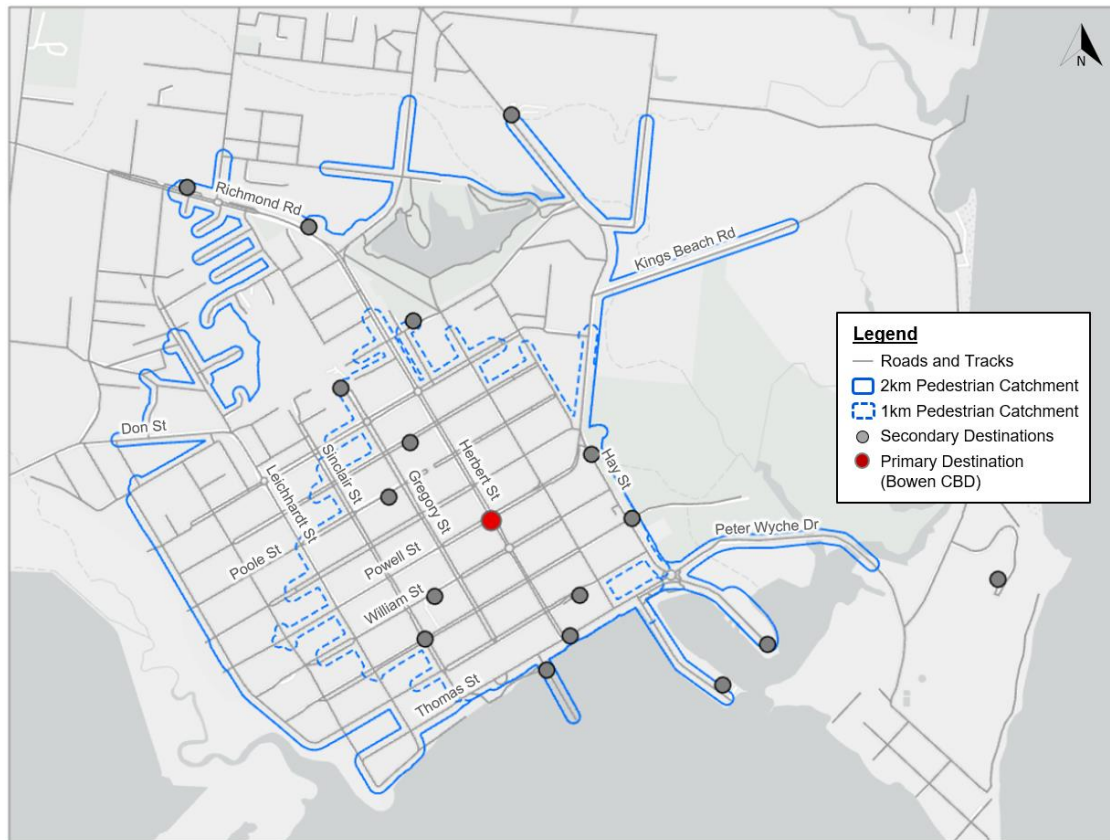 N
Richmond Rd
Kings Beach Rd
Legend
Roads and Tracks
2km Pedestrian Catchment
1km Pedestrian Catchment
Secondary Destinations
Primary Destination
(Bowen CBD)
Don St
Leichhardt St
Sinclair St
Gregory St
Herbert St
Hay St
Peter Wyche Dr
Poole St
Powell St
William St
Thomas St